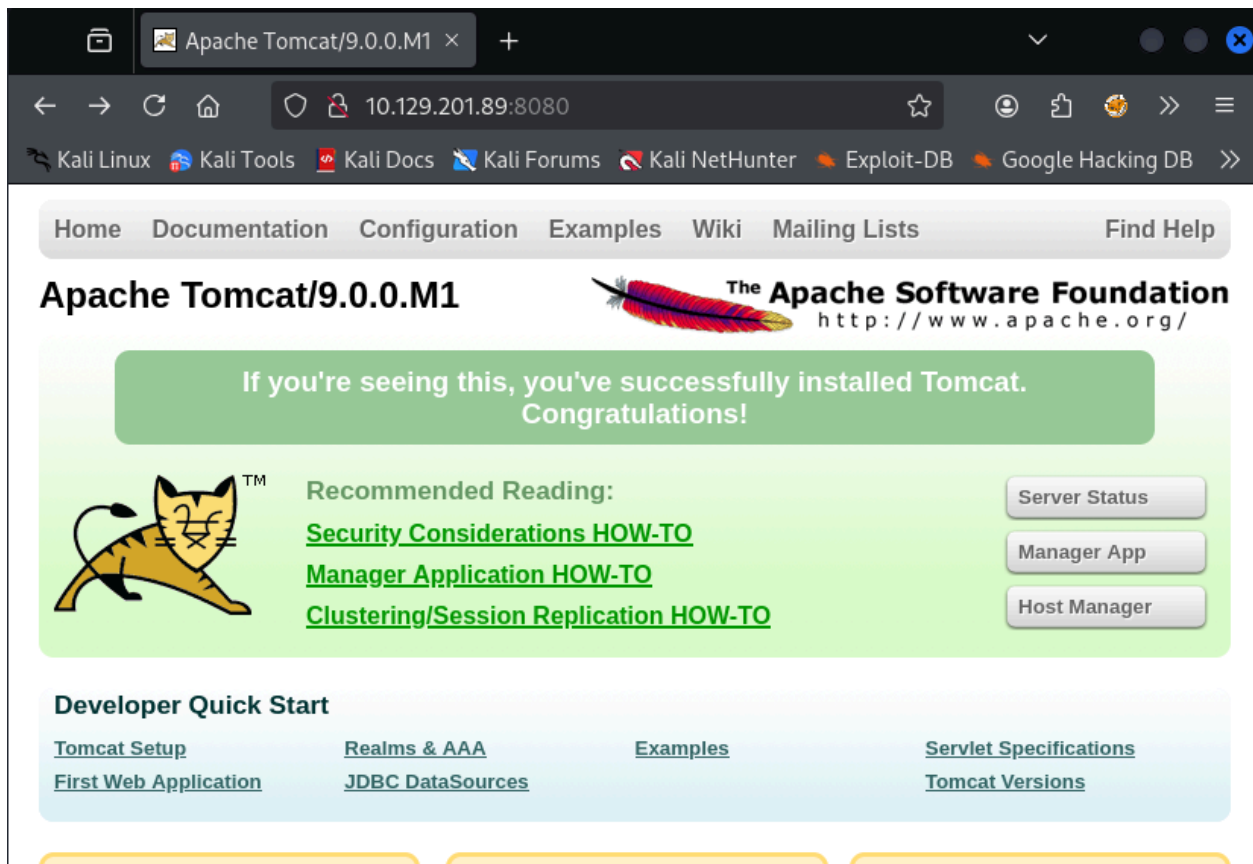 Apache Tomcat/9.0.0.M1
10.129.201.89:8080
Kali Linux Kali Tools Kali Docs Kali Forums Kali NetHunter Exploit-DB Google Hacking DB
Home Documentation Configuration Examples Wiki Mailing Lists Find Help
Apache Tomcat/9.0.0.M1
The Apache Software Foundation
http://www.apache.org/
If you're seeing this, you've successfully installed Tomcat.
Congratulations!
TM
Recommended Reading:
Security Considerations HOW-TO
Manager Application HOW-TO
Clustering/Session Replication HOW-TO
Server Status
Manager App
Host Manager
Developer Quick Start
Tomcat Setup Realms & AAA Examples Servlet Specifications
First Web Application JDBC DataSources Tomcat Versions